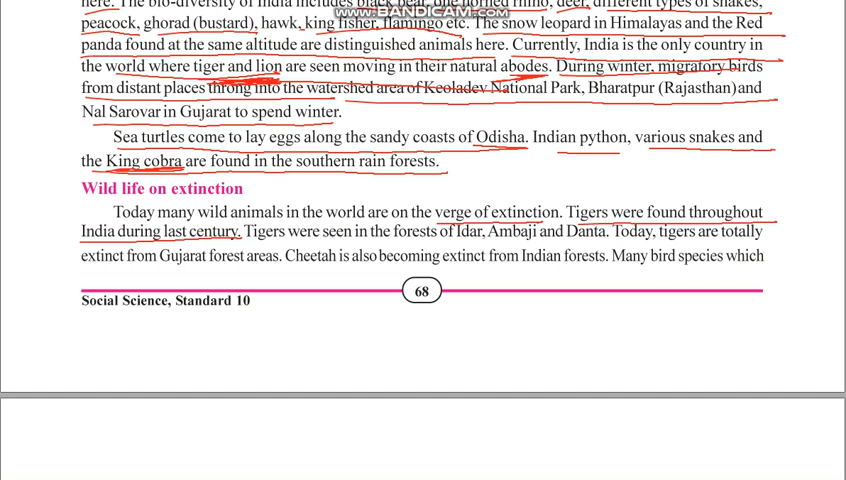 here. The bio-diversity of India includes black bear, one horned rhino, deer, different types of snakes,
www.BANDICAM.com
peacock, ghorad (bustard), hawk, king fisher, flamingo etc. The snow leopard in Himalayas and the Red
panda found at the same altitude are distinguished animals here. Currently, India is the only country in
the world where tiger and lion are seen moving in their natural abodes. During winter, migratory birds
from distant places throng into the watershed area of Keoladev National Park, Bharatpur (Rajasthan) and
Nal Sarovar in Gujarat to spend winter.
Sea turtles come to lay eggs along the sandy coasts of Odisha. Indian python, various snakes and
the King cobra are found in the southern rain forests.
Wild life on extinction
Today many wild animals in the world are on the verge of extinction. Tigers were found throughout
India during last century. Tigers were seen in the forests of Idar, Ambaji and Danta. Today, tigers are totally
extinct from Gujarat forest areas. Cheetah is also becoming extinct from Indian forests. Many bird species which
Social Science, Standard 10
68